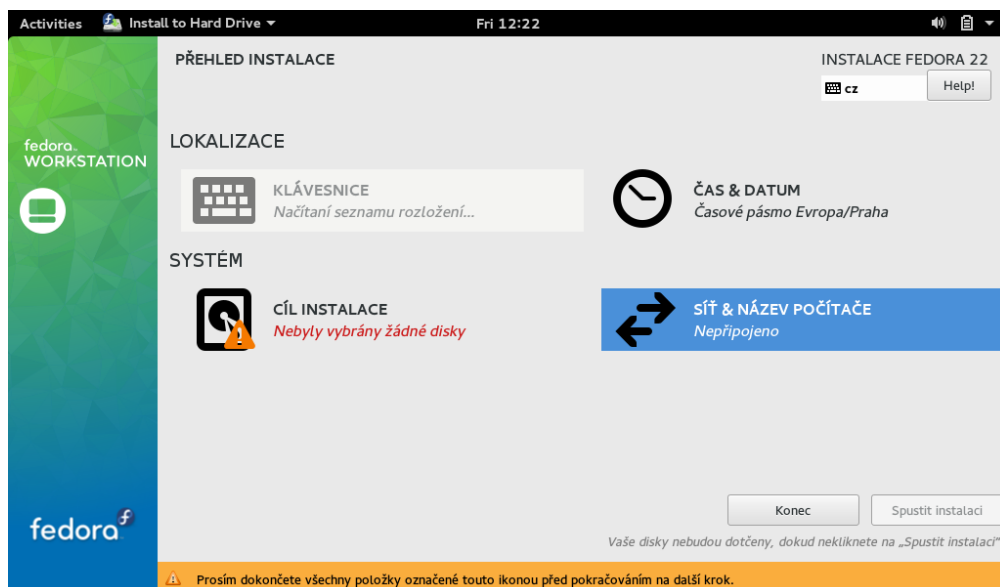 Activities Install to Hard Drive Fri 12:22
PŘEHLED INSTALACE
INSTALACE FEDORA 22
cz Help!
fedora
WORKSTATION
LOKALIZACE
KLÁVESNICE
Načítaní seznamu rozložení...
ČAS & DATUM
Časové pásmo Evropa/Praha
SYSTÉM
CÍL INSTALACE
Nebyly vybrány žádné disky
SÍŤ & NÁZEV POČÍTAČE
Nepřipojeno
Konec Spustit instalaci
Vaše disky nebudou dotčeny, dokud nekliknete na „Spustit instalaci“
fedora
Prosím dokončete všechny položky označené touto ikonou před pokračováním na další krok.